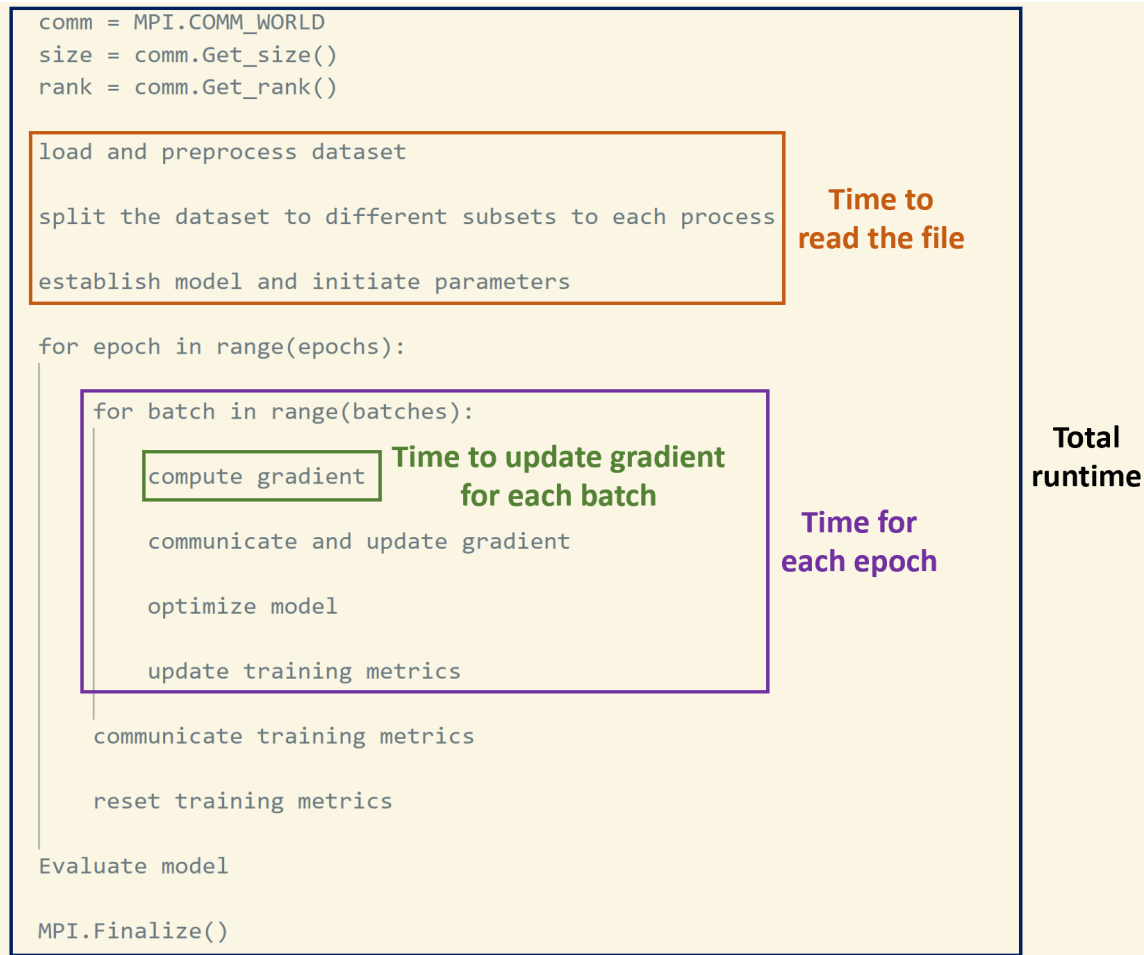 comm = MPI.COMM_WORLD
size = comm.Get_size()
rank = comm.Get_rank()
load and preprocess dataset
split the dataset to different subsets to each process
establish model and initiate parameters
Time to
read the file
for epoch in range(epochs):
for batch in range(batches):
compute gradient
Time to update gradient
for each batch
communicate and update gradient
optimize model
update training metrics
Time for
each epoch
communicate training metrics
reset training metrics
Evaluate model
MPI.Finalize()
Total
runtime